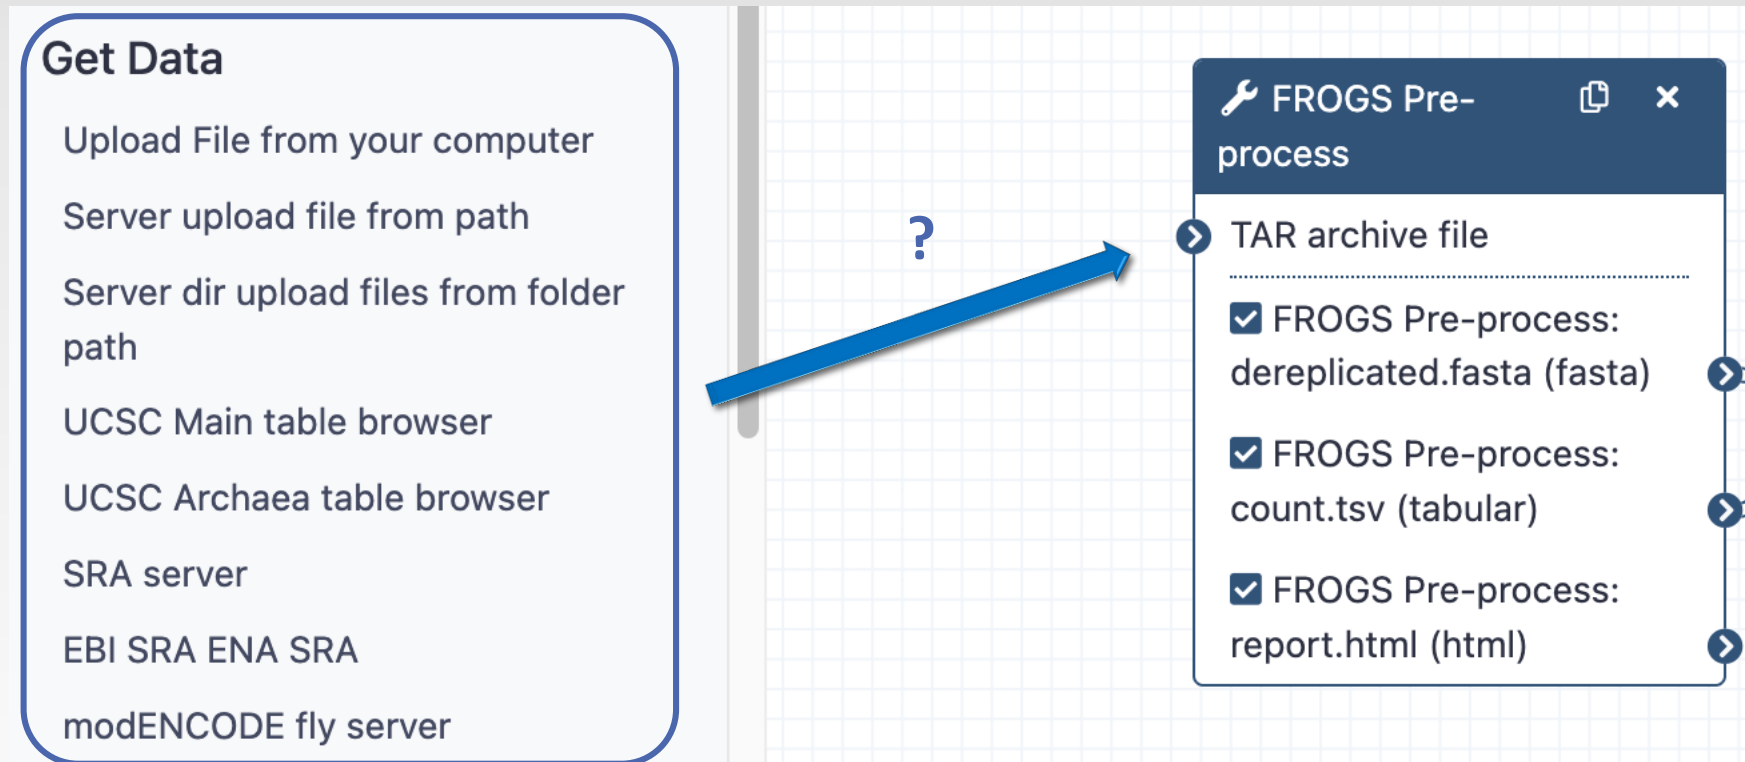 Get Data
Upload File from your computer
Server upload file from path
Server dir upload files from folder
path
UCSC Main table browser
UCSC Archaea table browser
SRA server
EBI SRA ENA SRA
modENCODE fly server
?
FROGS Pre-
process
TAR archive file
FROGS Pre-process:
dereplicated.fasta (fasta)
FROGS Pre-process:
count.tsv (tabular)
FROGS Pre-process:
report.html (html)